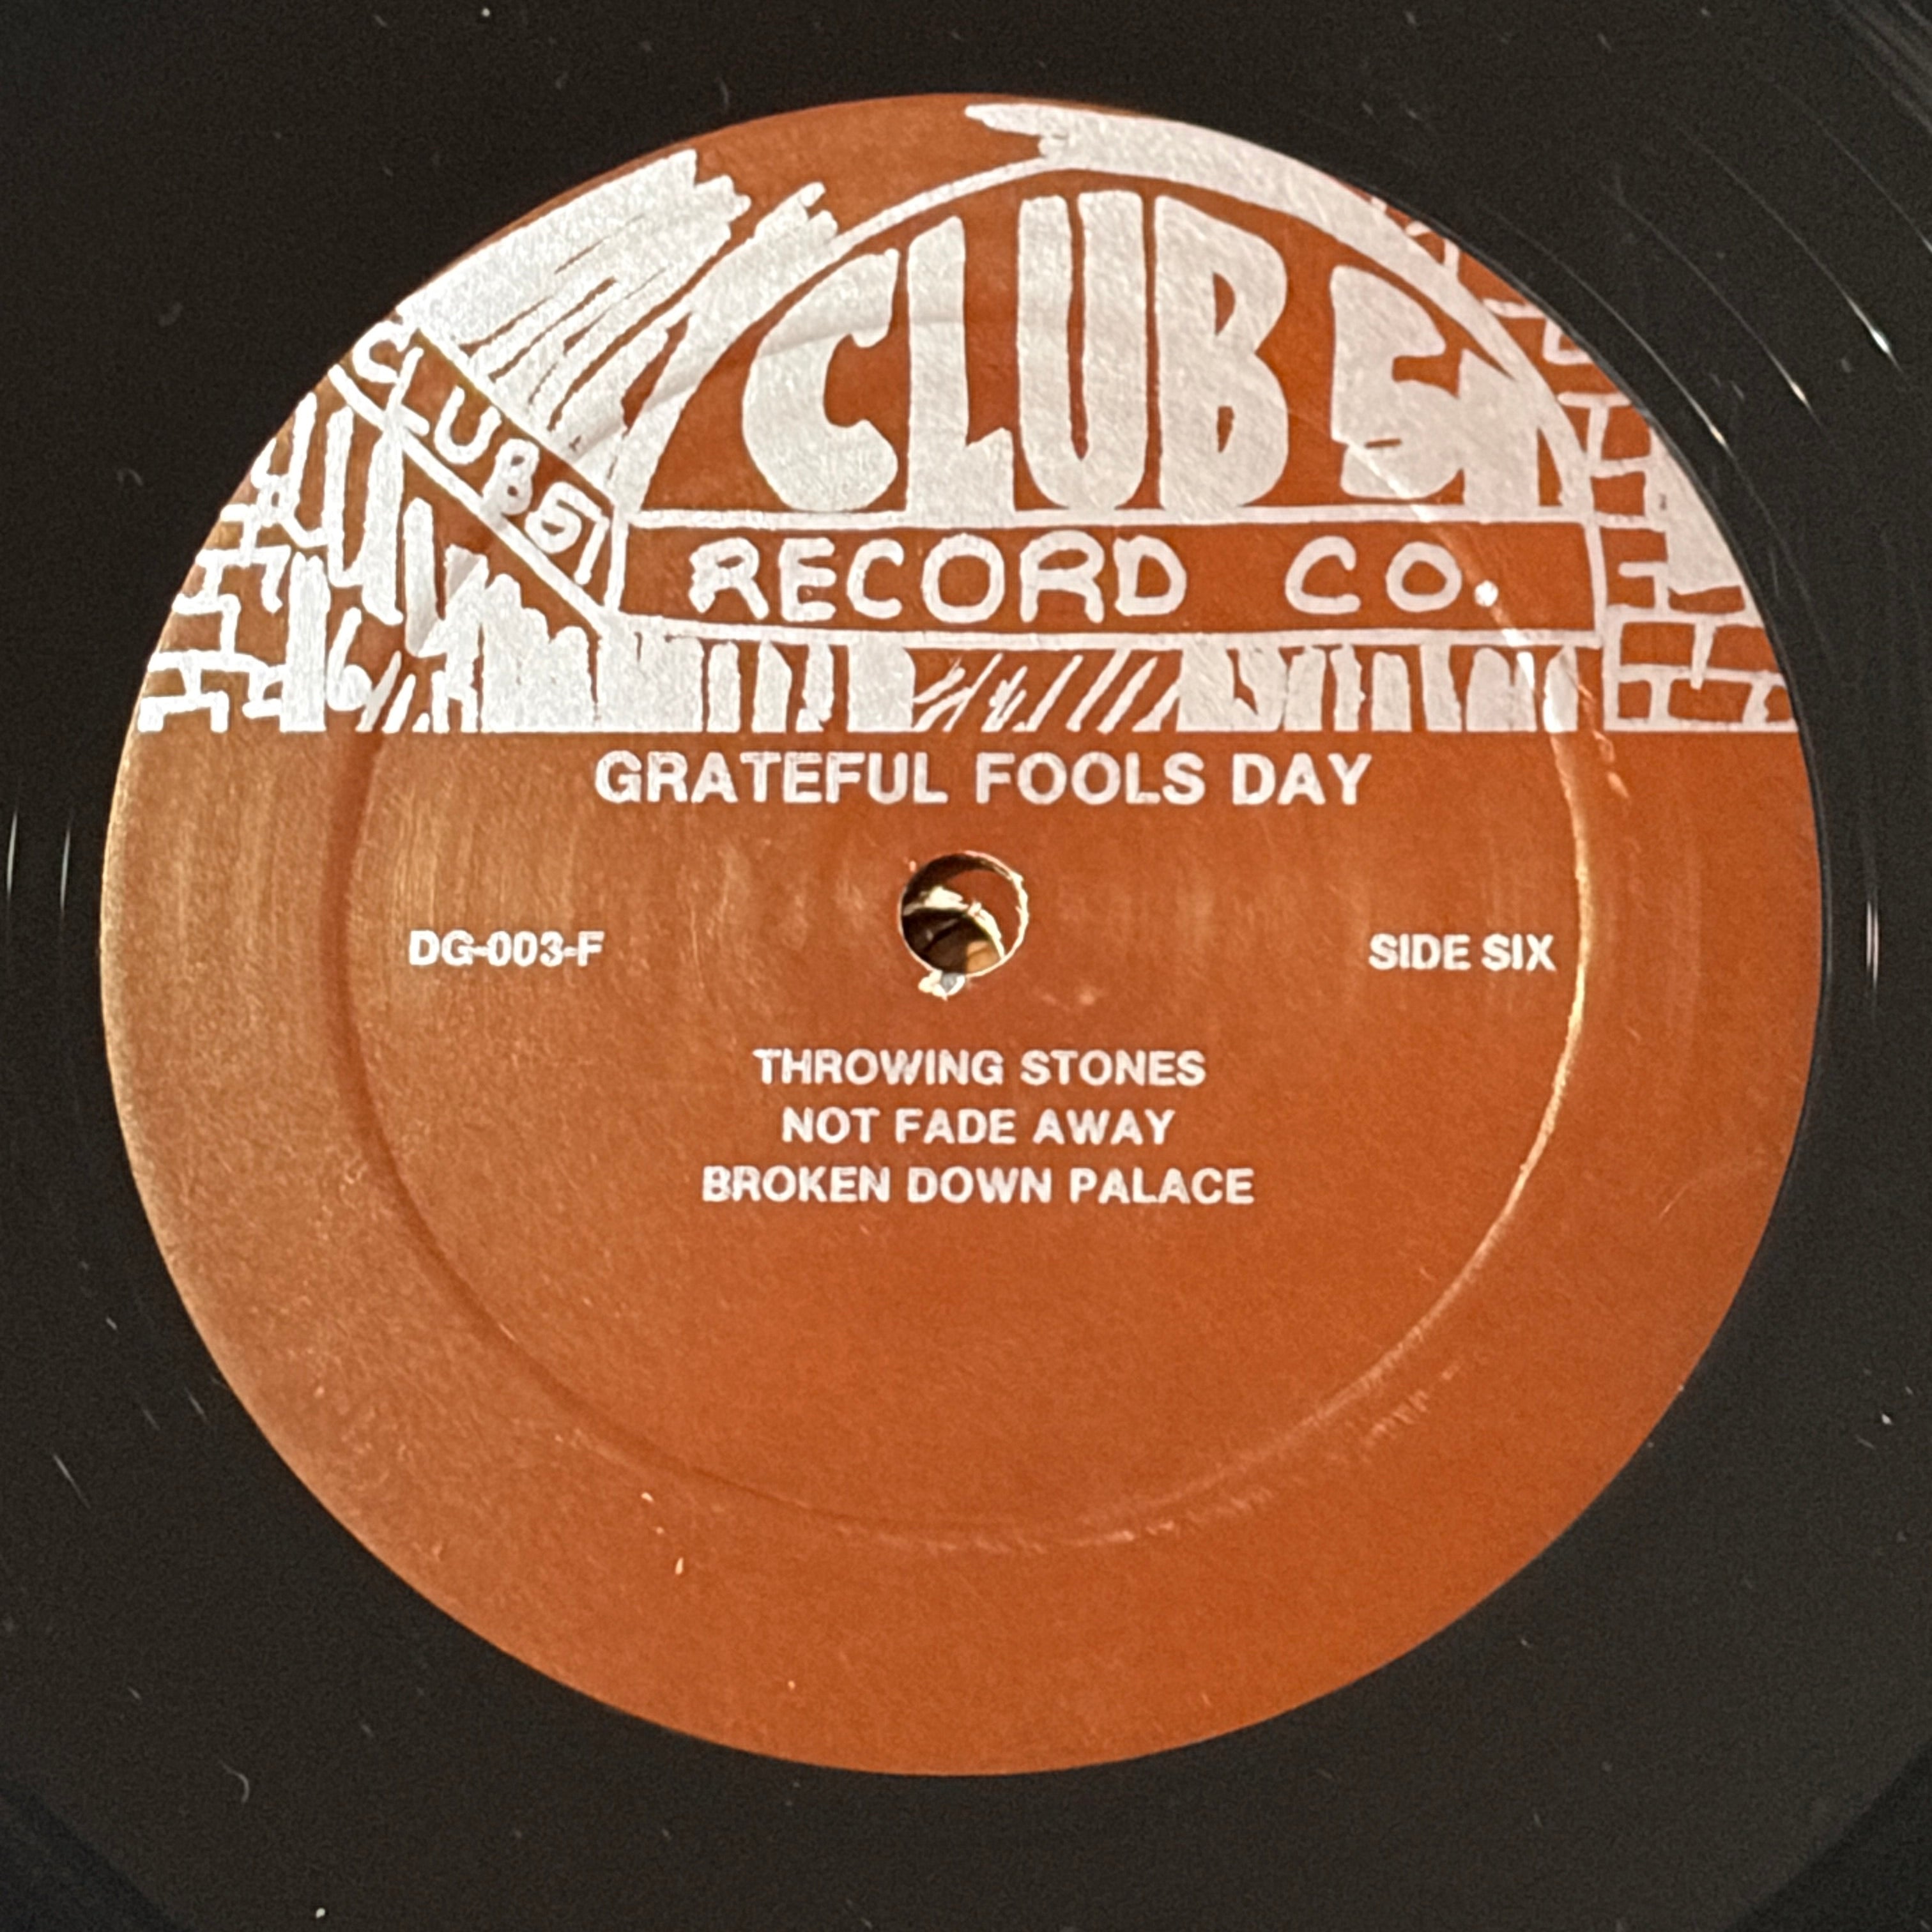 CLUB 51
RECORD CO.
CLUB 51
GRATEFUL FOOLS DAY
DG-003-F
SIDE SIX
THROWING STONES
NOT FADE AWAY
BROKEN DOWN PALACE